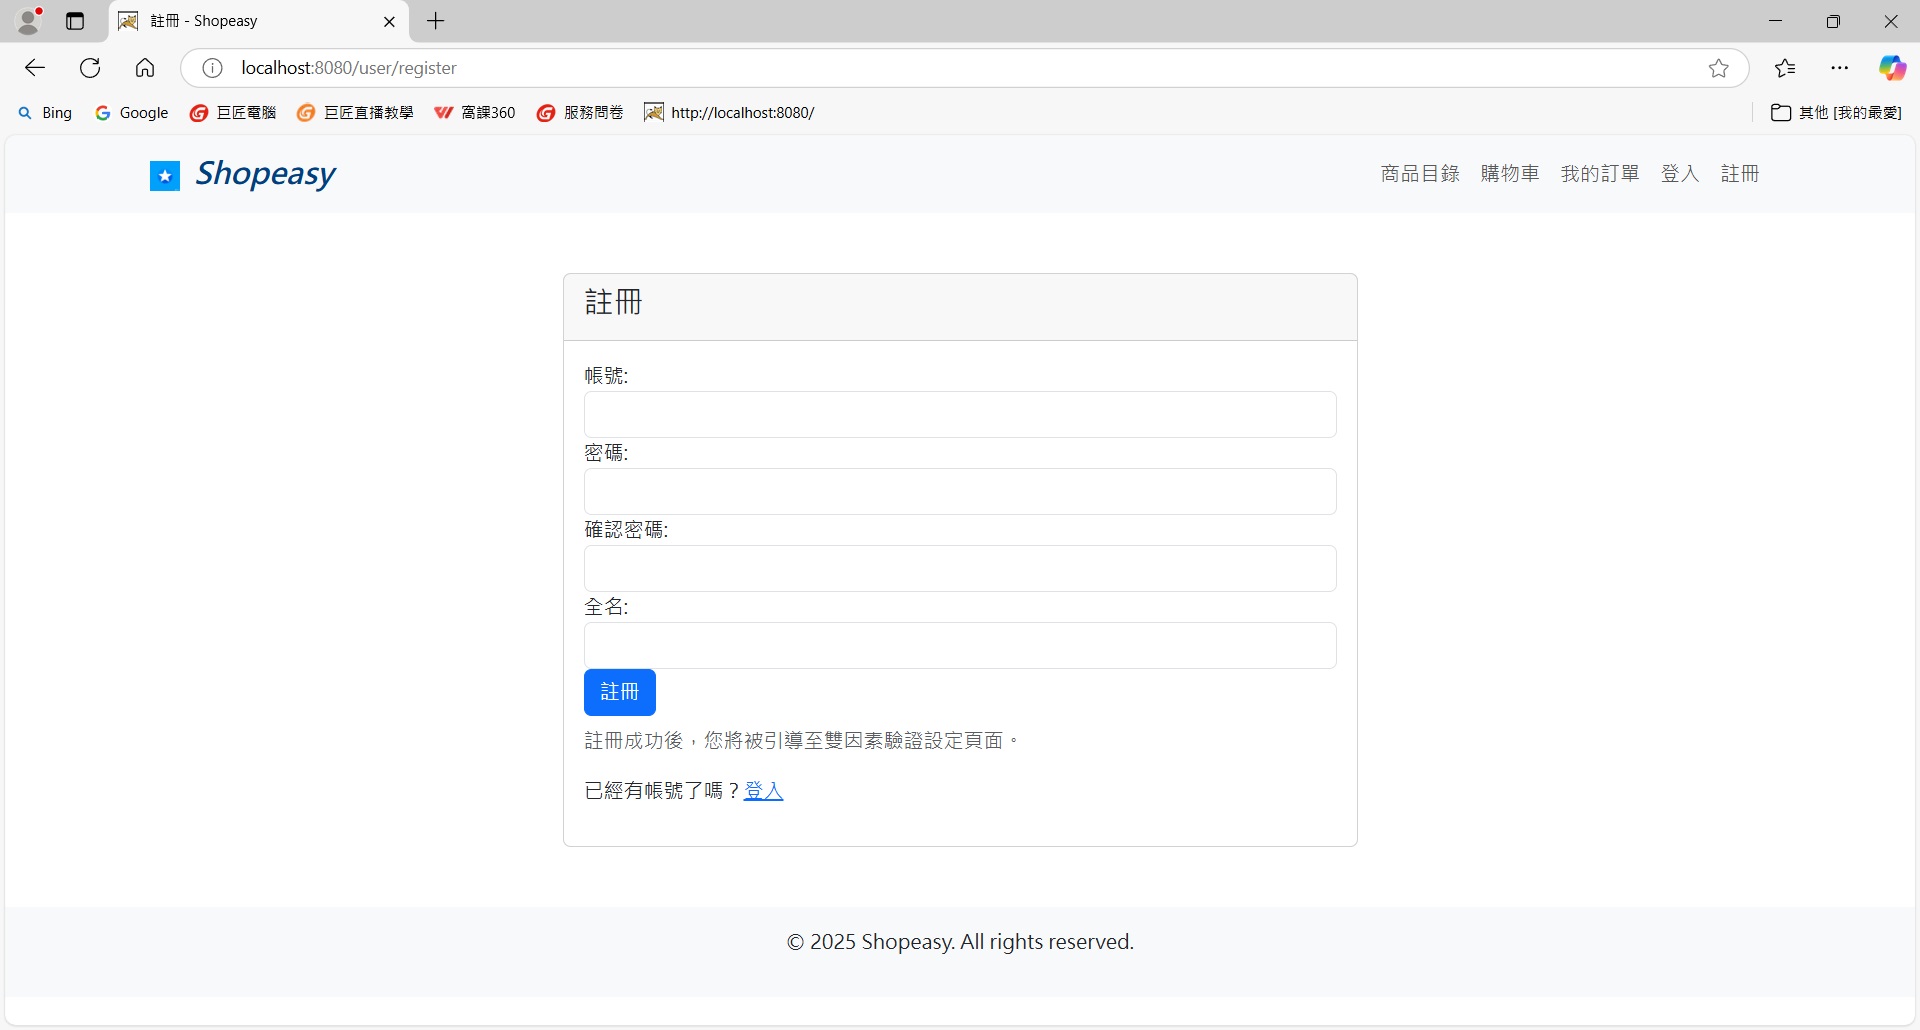 註冊 - Shopeasy
localhost:8080/user/register
Bing Google 巨匠電腦 巨匠直播教學 窩課360 服務問卷 http://localhost:8080/ 其他 [我的最愛]
Shopeasy 商品目錄 購物車 我的訂單 登入 註冊
註冊
帳號:
密碼:
確認密碼:
全名:
註冊
註冊成功後，您將被引導至雙因素驗證設定頁面。
已經有帳號了嗎？登入
© 2025 Shopeasy. All rights reserved.